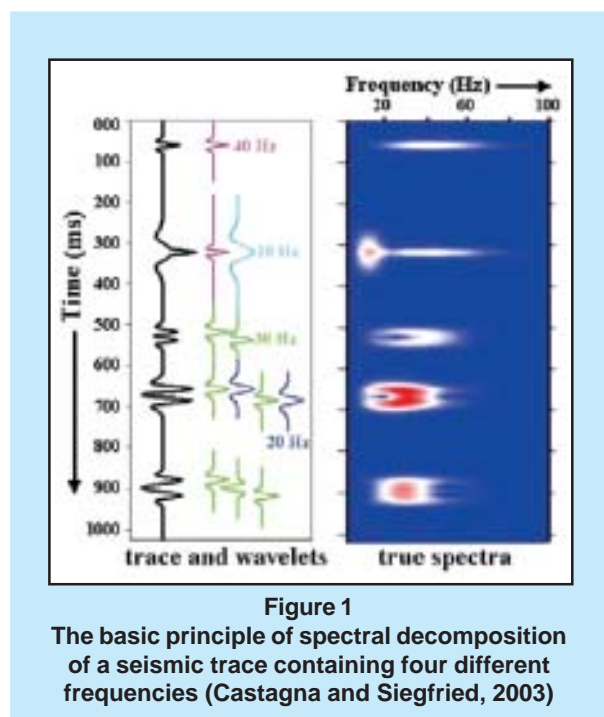 Frequency (Hz)
20 60 100
000
100
200
300
400
500
600
700
800
900
1000
Time (ms)
40 Hz
10 Hz
30 Hz
20 Hz
trace and wavelets
true spectra
Figure 1
The basic principle of spectral decomposition
of a seismic trace containing four different
frequencies (Castagna and Siegfried, 2003)